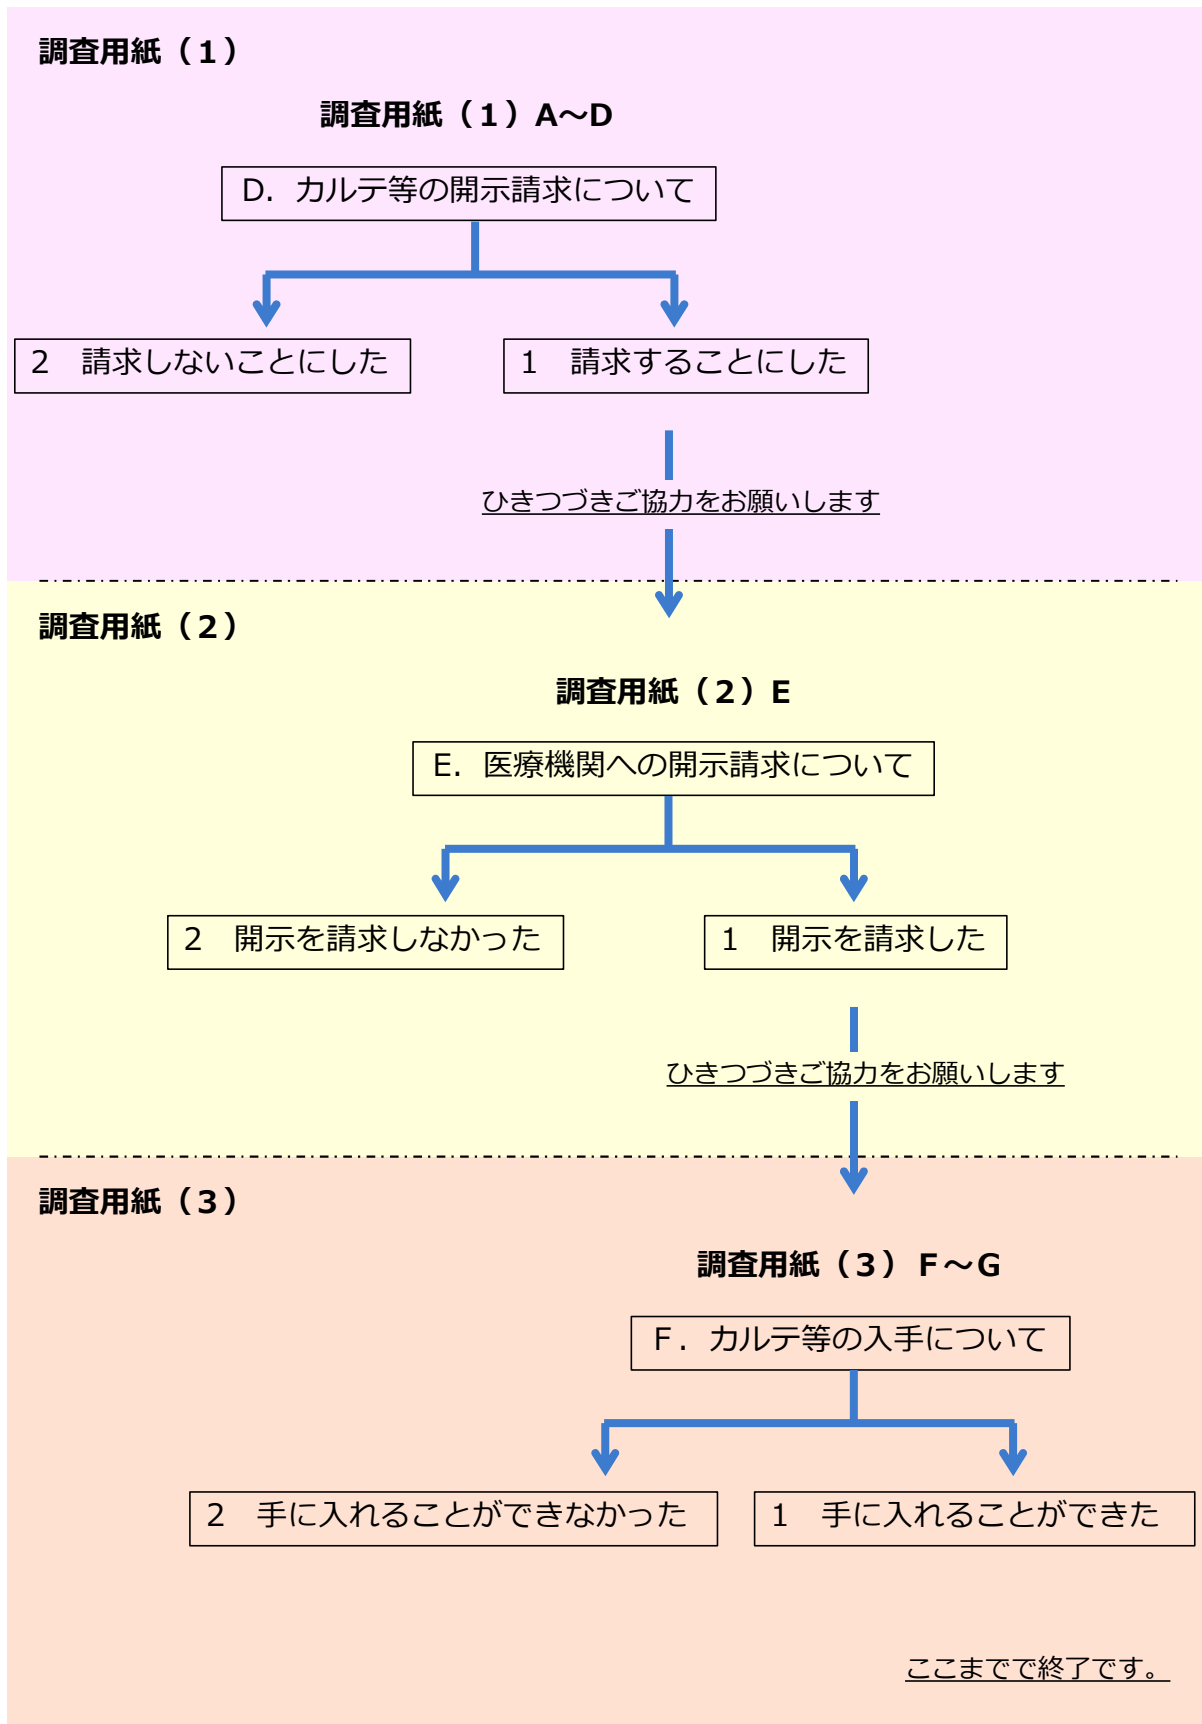 調査用紙（１）
調査用紙（１）A～D
D．カルテ等の開示請求について
2　請求しないことにした
1　請求することにした
ひきつづきご協力をお願いします
調査用紙（２）
調査用紙（２）E
E．医療機関への開示請求について
2　開示を請求しなかった
1　開示を請求した
ひきつづきご協力をお願いします
調査用紙（３）
調査用紙（３）F～G
F．カルテ等の入手について
2　手に入れることができなかった
1　手に入れることができた
ここまでで終了です。